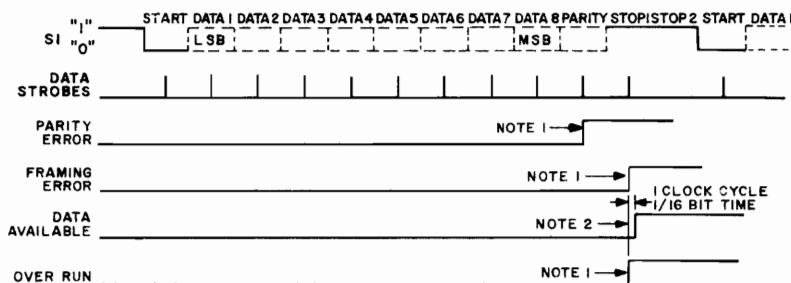 START DATA 1 DATA 2 DATA 3 DATA 4 DATA 5 DATA 6 DATA 7 DATA 8 PARITY STOP 1 STOP 2 START DATA 1
SI "1" "0"
LSB MSB
DATA STROBES
PARITY ERROR
NOTE 1
FRAMING ERROR
NOTE 1
1 CLOCK CYCLE
1/16 BIT TIME
DATA AVAILABLE
NOTE 2
OVER RUN
NOTE 1